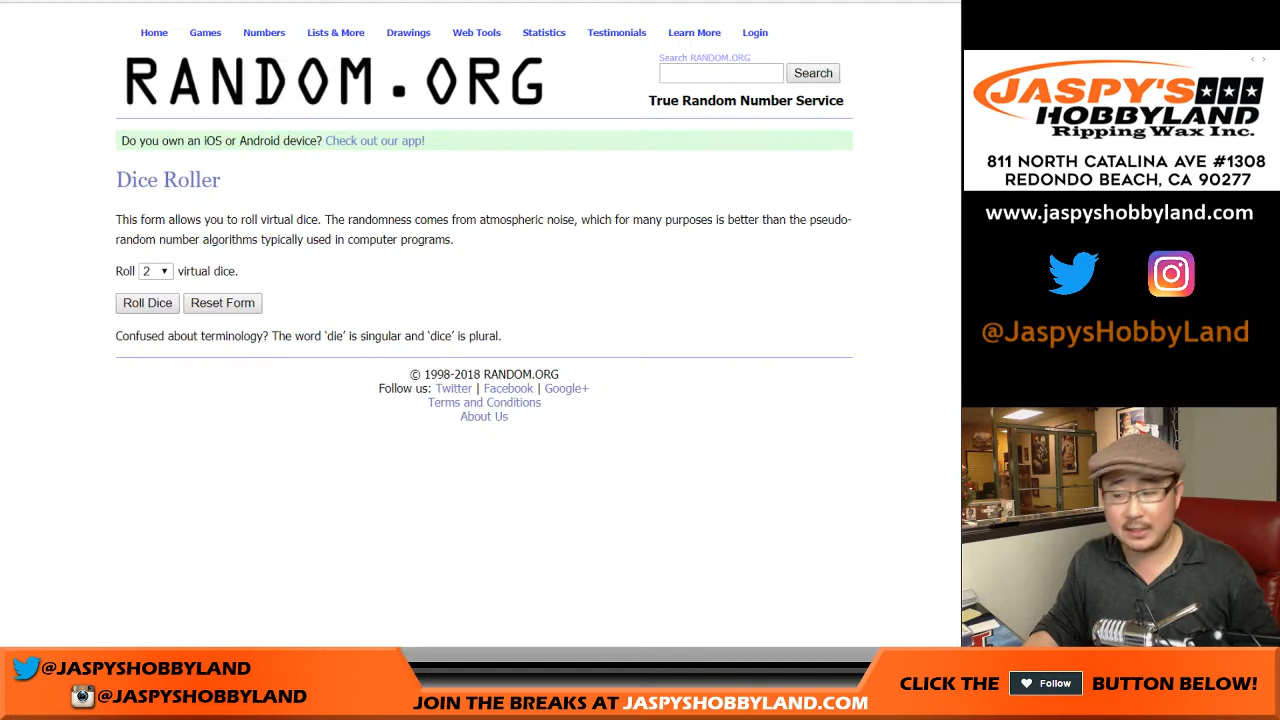 Home Games Numbers Lists & More Drawings Web Tools Statistics Testimonials Learn More Login
RANDOM.ORG
Search RANDOM.ORG
Search
True Random Number Service
Do you own an iOS or Android device? Check out our app!
Dice Roller
This form allows you to roll virtual dice. The randomness comes from atmospheric noise, which for many purposes is better than the pseudo-
random number algorithms typically used in computer programs.
Roll 2 virtual dice.
Roll Dice Reset Form
Confused about terminology? The word ‘die’ is singular and ‘dice’ is plural.
© 1998-2018 RANDOM.ORG
Follow us: Twitter | Facebook | Google+
Terms and Conditions
About Us
JASPY'S
HOBBYLAND
Ripping Wax Inc.
811 NORTH CATALINA AVE #1308
REDONDO BEACH, CA 90277
www.jaspyshobbyland.com
@JaspysHobbyLand
@JASPYSHOBBYLAND
@JASPYSHOBBYLAND
JOIN THE BREAKS AT JASPYSHOBBYLAND.COM
CLICK THE Follow BUTTON BELOW!